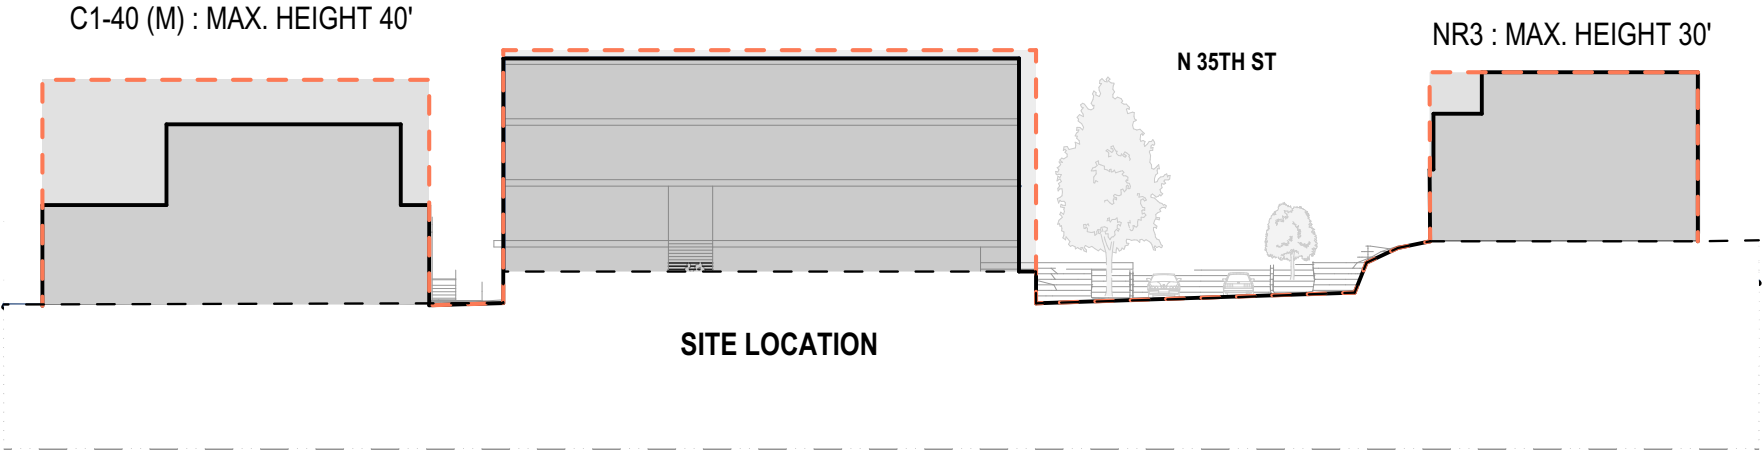 C1-40 (M) : MAX. HEIGHT 40'
N 35TH ST
NR3 : MAX. HEIGHT 30'
SITE LOCATION